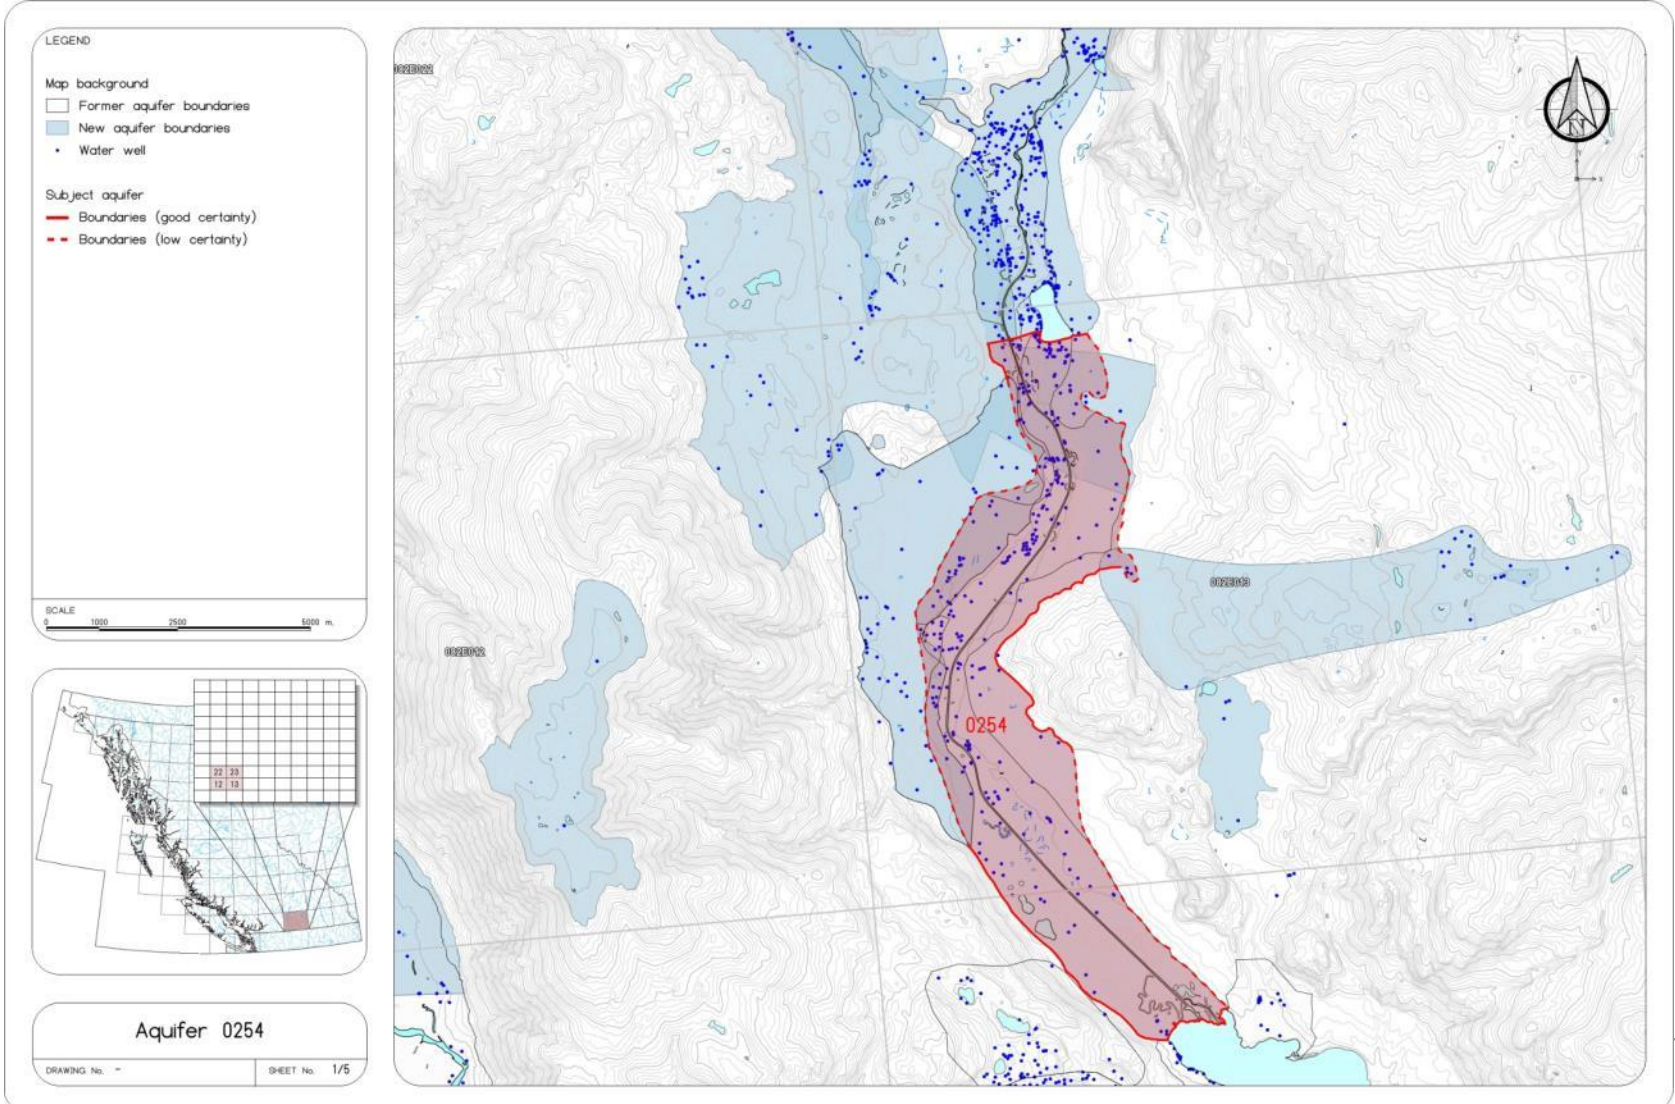 LEGEND
Map background
Former aquifer boundaries
New aquifer boundaries
Water well
Subject aquifer
Boundaries (good certainty)
Boundaries (low certainty)
SCALE
0 1000 2500 5000 m.
22 23
12 13
Aquifer 0254
DRAWING No. -
SHEET No. 1/5
082E022
N
Y
X
082E013
082E012
0254